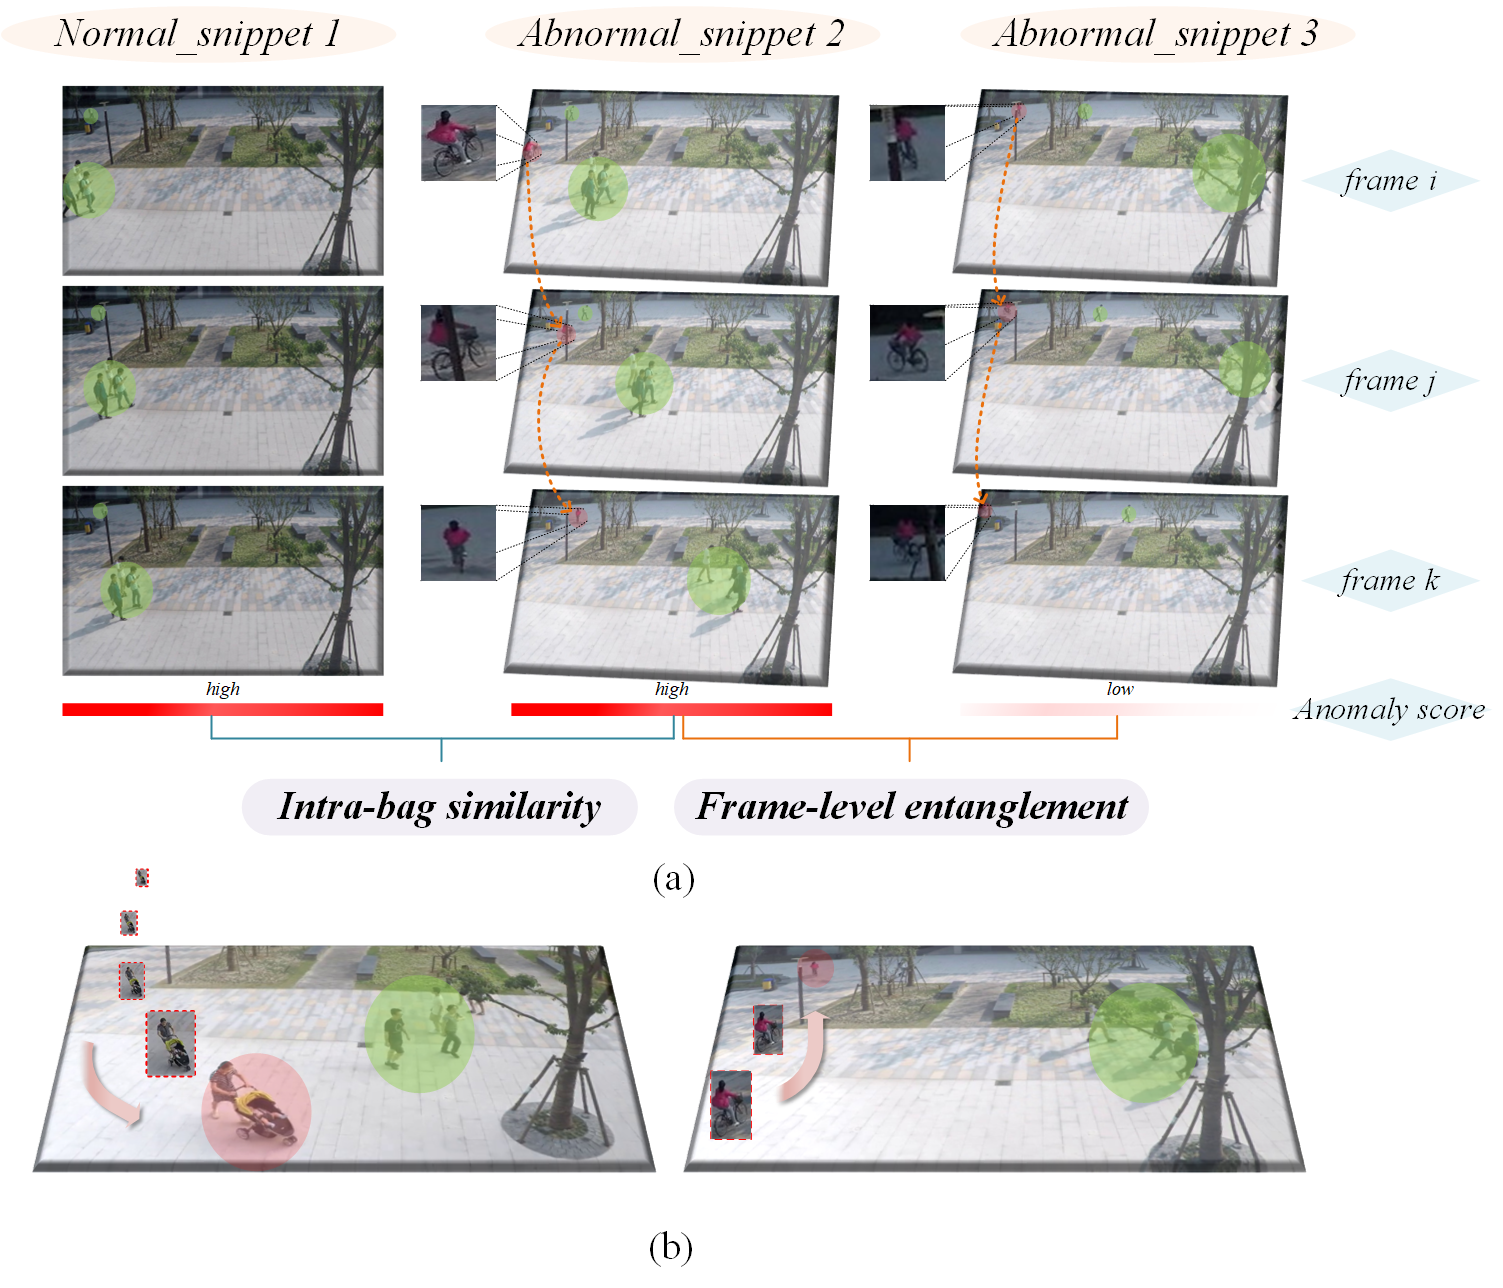 Normal_snippet 1
Abnormal_snippet 2
Abnormal_snippet 3
frame i
frame j
frame k
high
high
low
Anomaly score
Intra-bag similarity
Frame-level entanglement
(a)
(b)